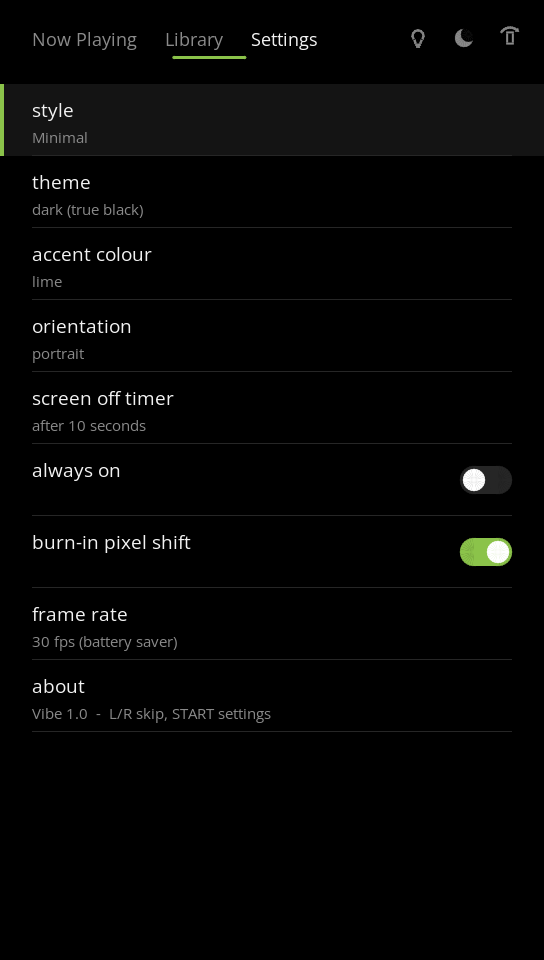 Now Playing Library Settings
style
Minimal
theme
dark (true black)
accent colour
lime
orientation
portrait
screen off timer
after 10 seconds
always on
burn-in pixel shift
frame rate
30 fps (battery saver)
about
Vibe 1.0 - L/R skip, START settings